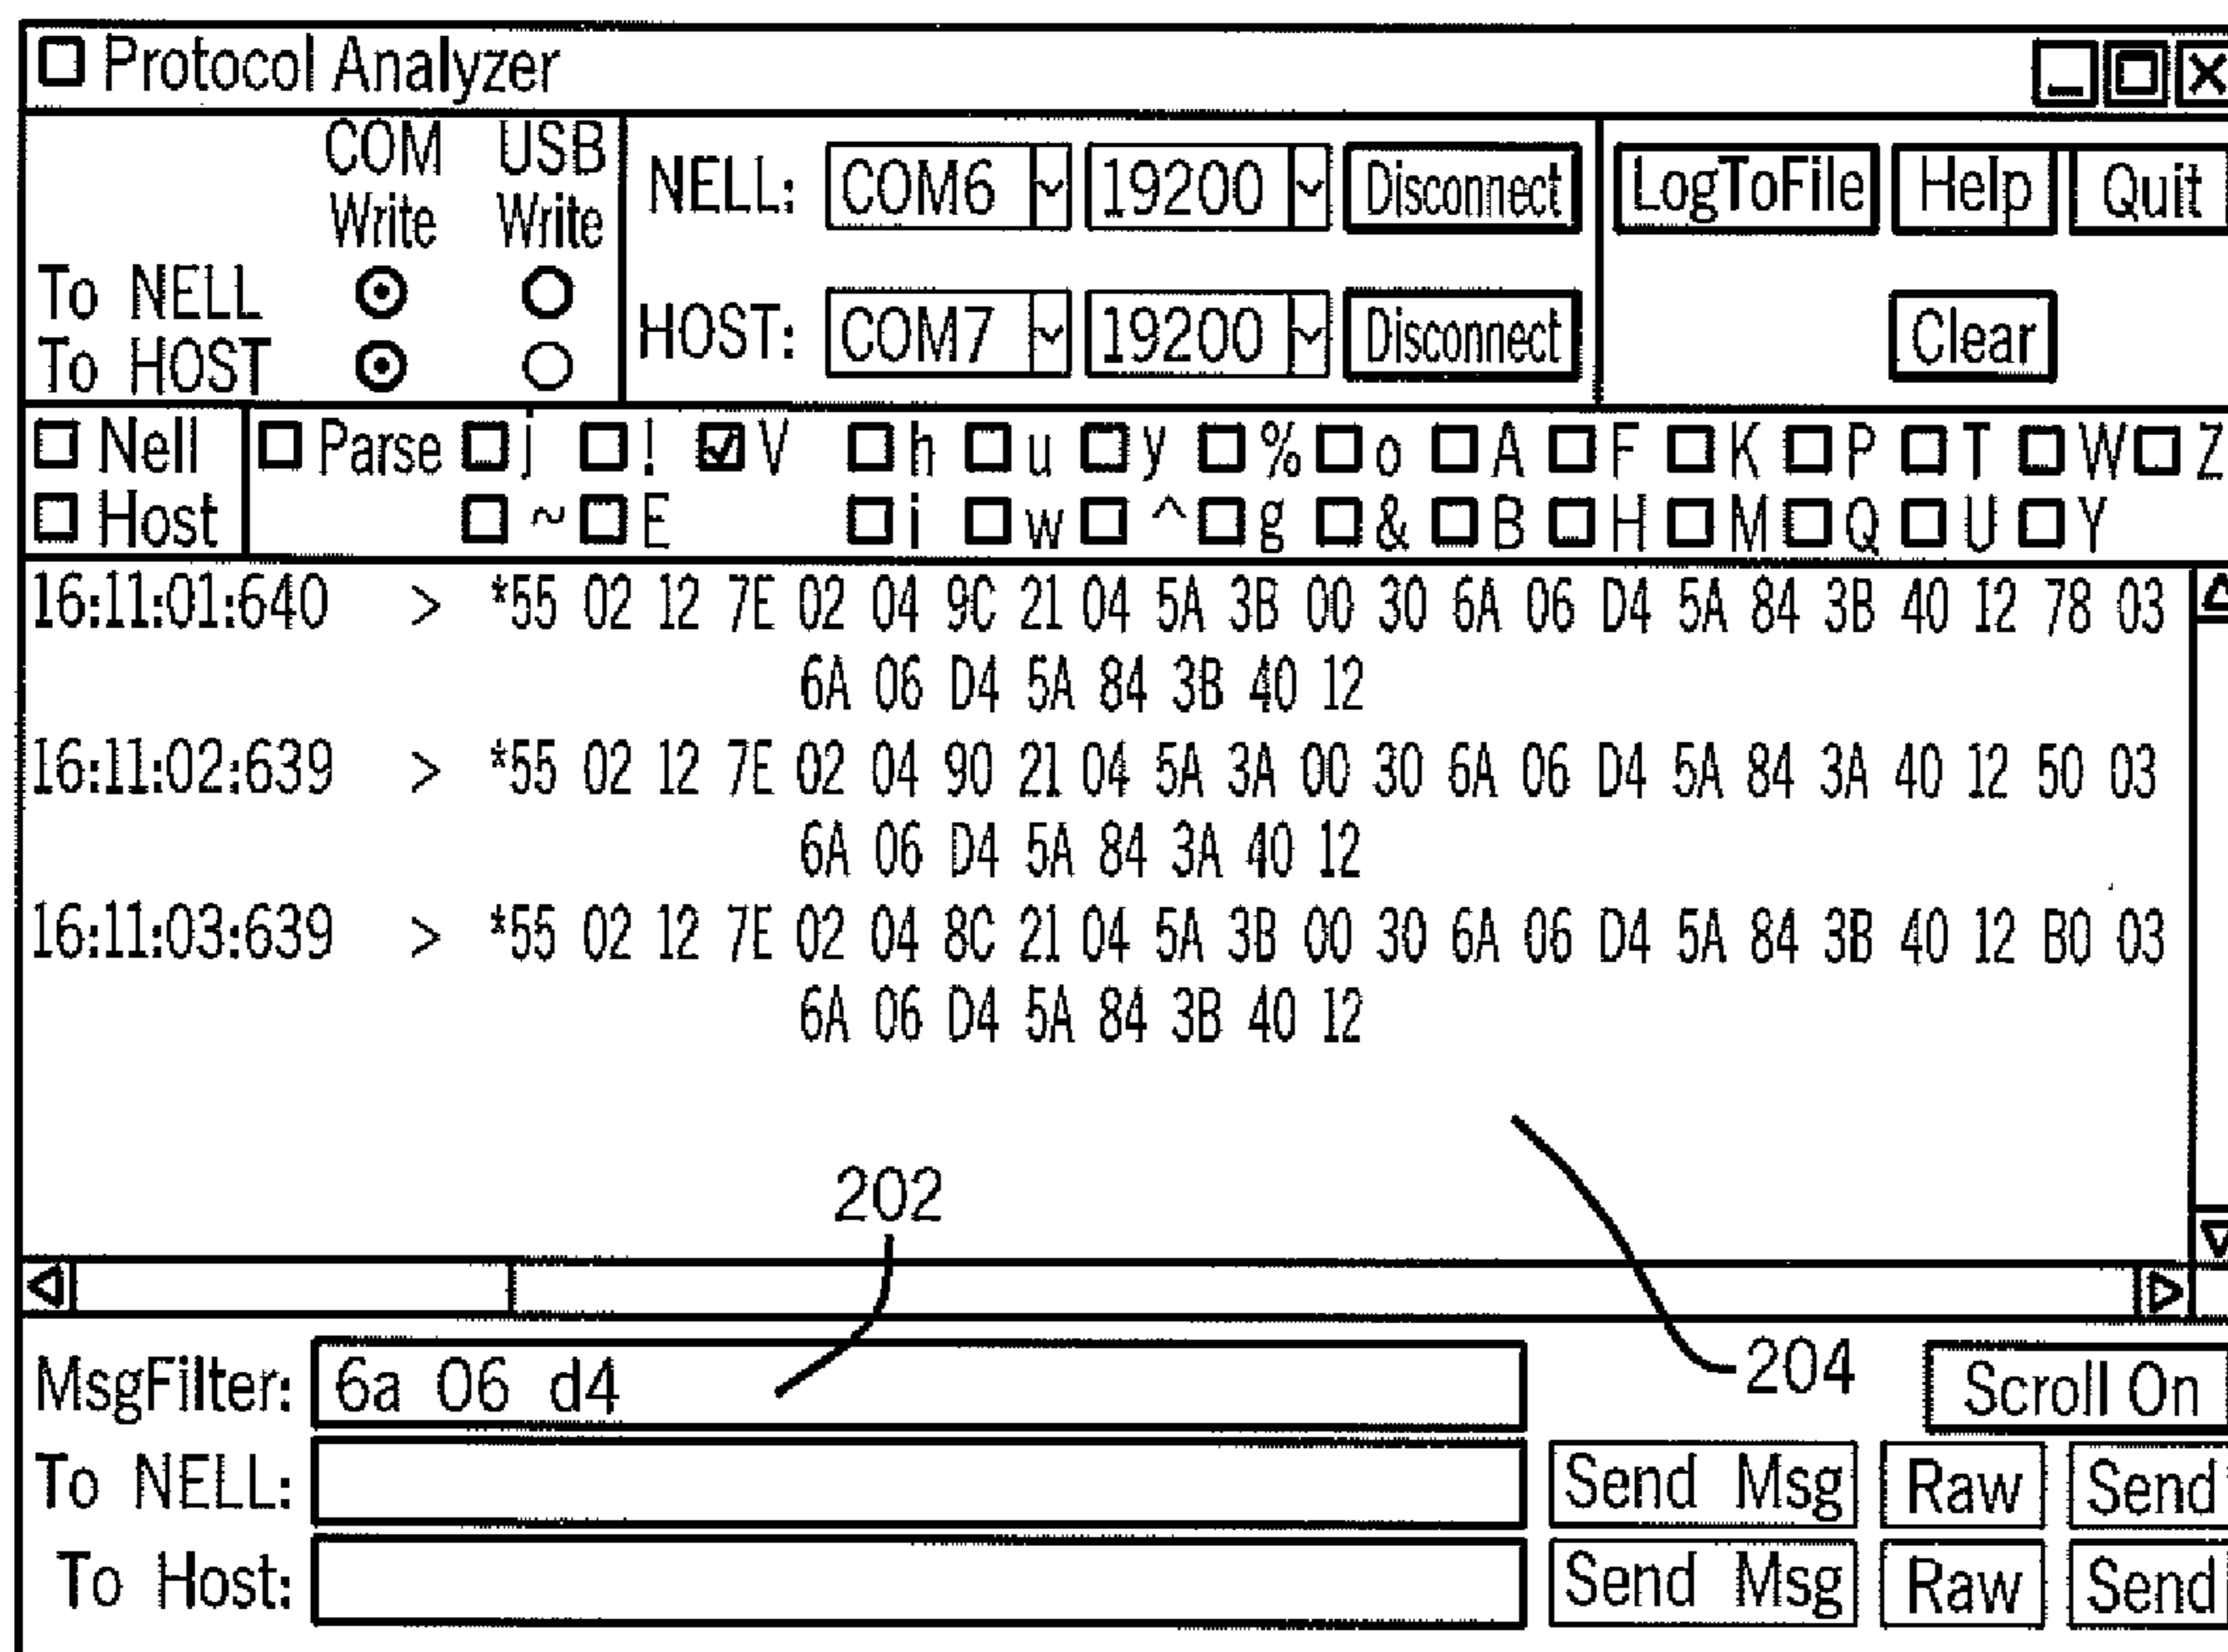 Protocol Analyzer
COM USB
Write Write
To NELL
To HOST
NELL: COM6 19200 Disconnect
HOST: COM7 19200 Disconnect
LogToFile Help Quit
Clear
Nell Parse j ! V h u y % o A F K P T W Z
Host ~ E i w ^ g & B H M Q U Y
16:11:01:640 > *55 02 12 7E 02 04 9C 21 04 5A 3B 00 30 6A 06 D4 5A 84 3B 40 12 78 03
6A 06 D4 5A 84 3B 40 12
16:11:02:639 > *55 02 12 7E 02 04 90 21 04 5A 3A 00 30 6A 06 D4 5A 84 3A 40 12 50 03
6A 06 D4 5A 84 3A 40 12
16:11:03:639 > *55 02 12 7E 02 04 8C 21 04 5A 3B 00 30 6A 06 D4 5A 84 3B 40 12 B0 03
6A 06 D4 5A 84 3B 40 12
202
204
MsgFilter: 6a 06 d4 Scroll On
To NELL: Send Msg Raw Send
To Host: Send Msg Raw Send